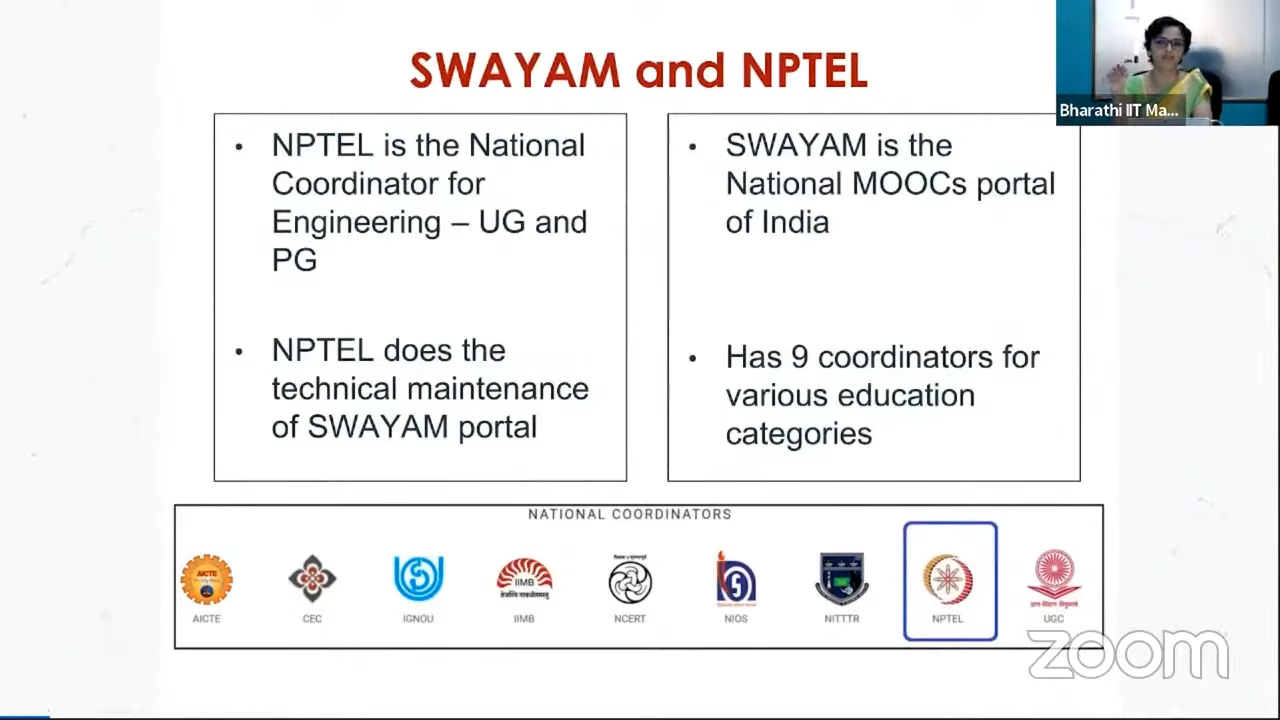 SWAYAM and NPTEL
Bharathi IIT Ma...
• NPTEL is the National
Coordinator for
Engineering – UG and
PG
• NPTEL does the
technical maintenance
of SWAYAM portal
• SWAYAM is the
National MOOCs portal
of India
• Has 9 coordinators for
various education
categories
NATIONAL COORDINATORS
AICTE
IIMB
AICTE
CEC
IGNOU
IIMB
NCERT
NIOS
NITTTR
NPTEL
UGC
zoom